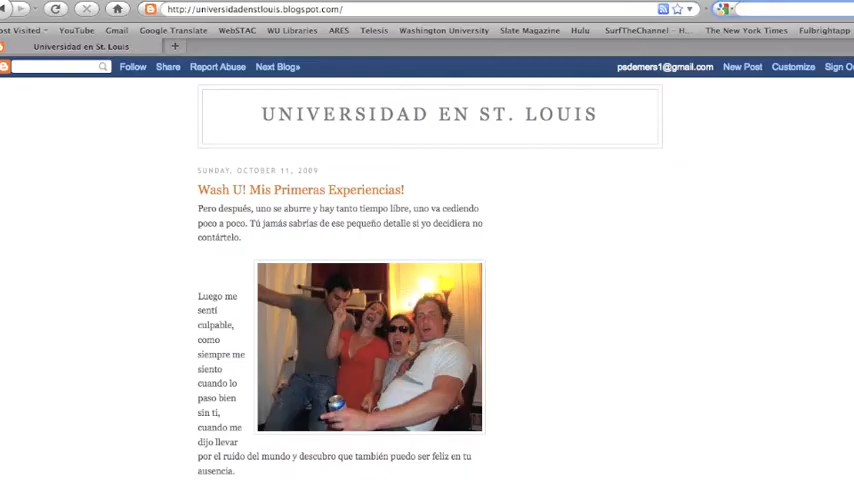 http://universidadenstlouis.blogspot.com/
ost Visited YouTube Gmail Google Translate WebSTAC WU Libraries ARES Telesis Washington University Slate Magazine Hulu SurfTheChannel - H... The New York Times Fulbrightapp
Universidad en St. Louis
Follow Share Report Abuse Next Blog» psdemers1@gmail.com New Post Customize Sign O
UNIVERSIDAD EN ST. LOUIS
SUNDAY, OCTOBER 11, 2009
Wash U! Mis Primeras Experiencias!
Pero después, uno se aburre y hay tanto tiempo libre, uno va cediendo
poco a poco. Tú jamás sabrías de ese pequeño detalle si yo decidiera no
contártelo.
Luego me
sentí
culpable,
como
siempre me
siento
cuando lo
paso bien
sin ti,
cuando me
dijo llevar
por el ruido del mundo y descubro que también puedo ser feliz en tu
ausencia.